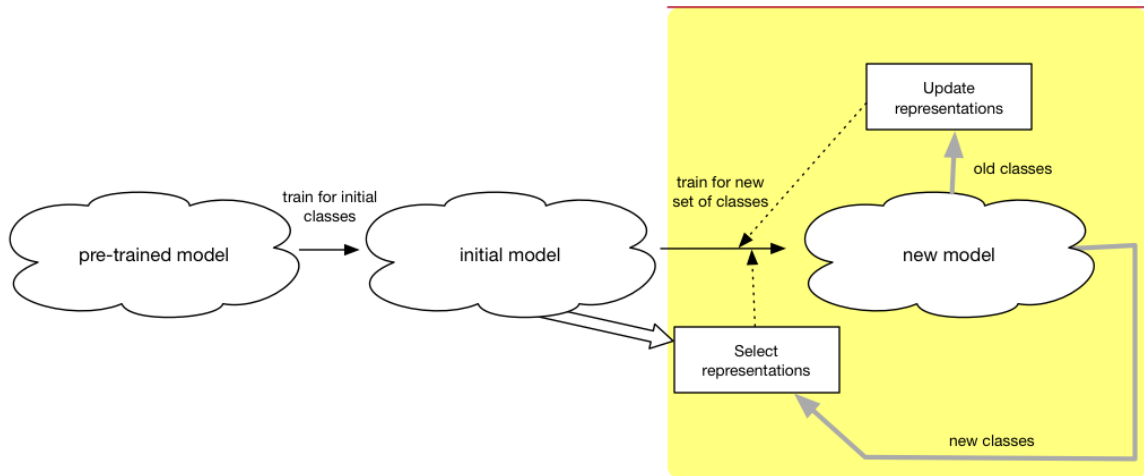 Update
representations
train for initial
classes
train for new
set of classes
old classes
pre-trained model
initial model
new model
Select
representations
new classes